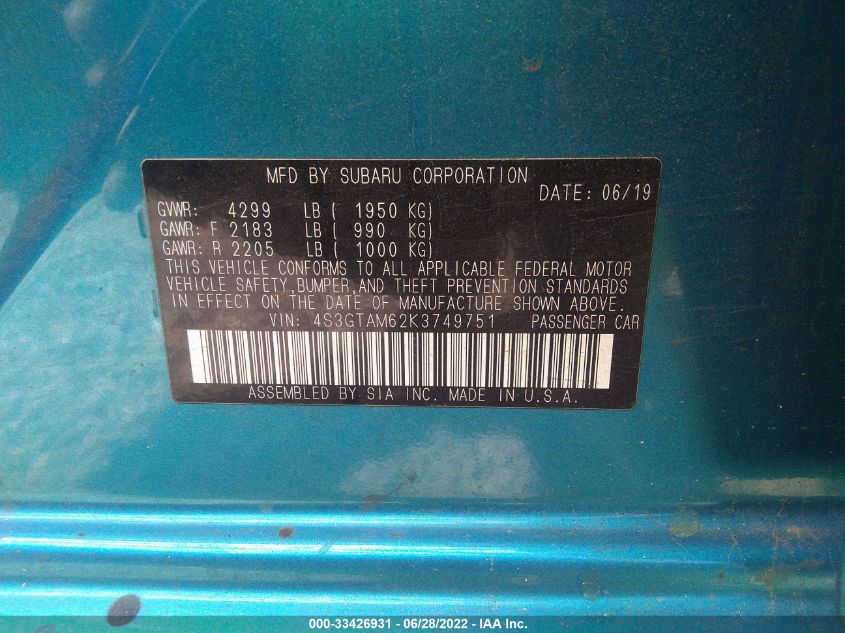 MFD BY SUBARU CORPORATION
DATE: 06/19
GVWR: 4299 LB ( 1950 KG)
GAWR: F 2183 LB ( 990 KG)
GAWR: R 2205 LB ( 1000 KG)
THIS VEHICLE CONFORMS TO ALL APPLICABLE FEDERAL MOTOR
VEHICLE SAFETY, BUMPER, AND THEFT PREVENTION STANDARDS
IN EFFECT ON THE DATE OF MANUFACTURE SHOWN ABOVE.
VIN: 4S3GTAM62K3749751 PASSENGER CAR
ASSEMBLED BY SIA INC. MADE IN U.S.A.
000-33426931 - 06/28/2022 - IAA Inc.